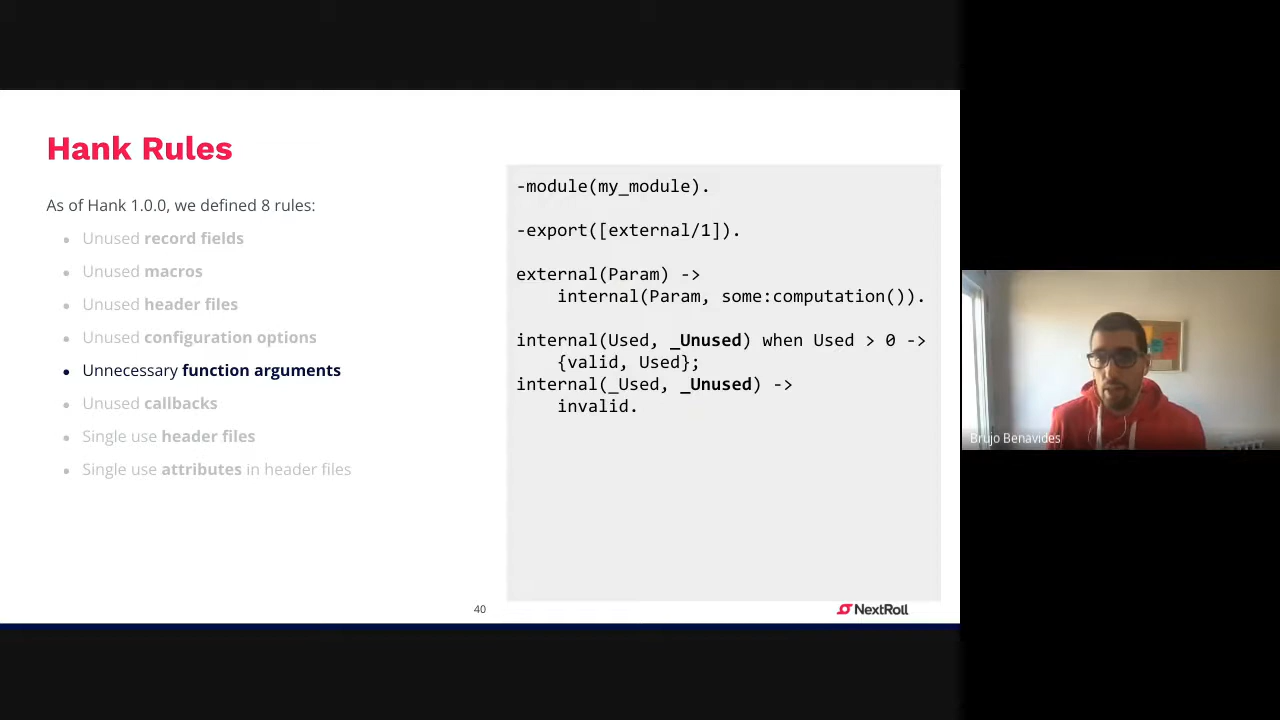 Hank Rules
As of Hank 1.0.0, we defined 8 rules:
• Unused record fields
• Unused macros
• Unused header files
• Unused configuration options
• Unnecessary function arguments
• Unused callbacks
• Single use header files
• Single use attributes in header files
-module(my_module).
-export([external/1]).
external(Param) ->
    internal(Param, some:computation()).
internal(Used, _Unused) when Used > 0 ->
    {valid, Used};
internal(_Used, _Unused) ->
    invalid.
40
NextRoll
Brujo Benavides